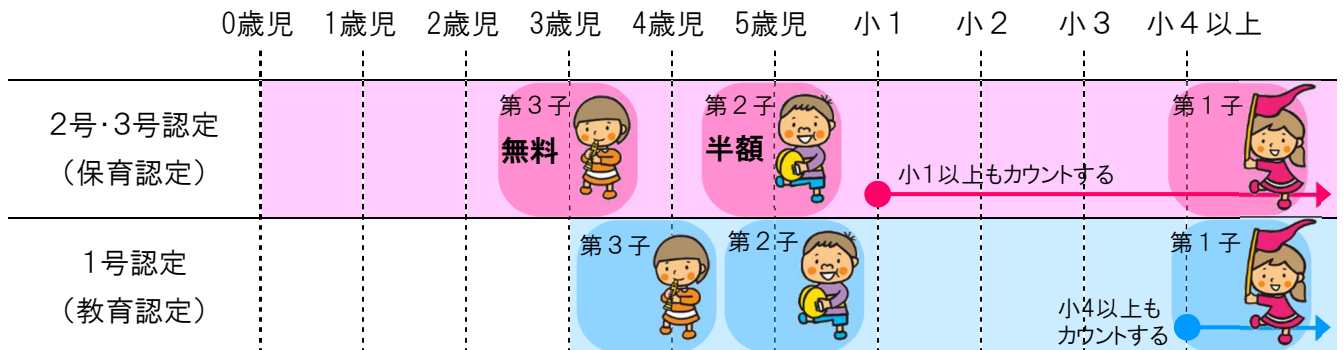 0歳児 1歳児 2歳児 3歳児 4歳児 5歳児 小1 小2 小3 小4以上
2号・3号認定
（保育認定）
第3子
無料
第2子
半額
第1子
小1以上もカウントする
1号認定
（教育認定）
第3子
第2子
第1子
小4以上も
カウントする